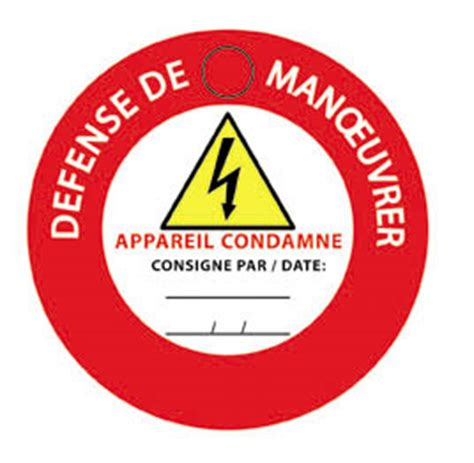 DEFENSE DE MANŒUVRER
APPAREIL CONDAMNE
CONSIGNE PAR / DATE:
/ /